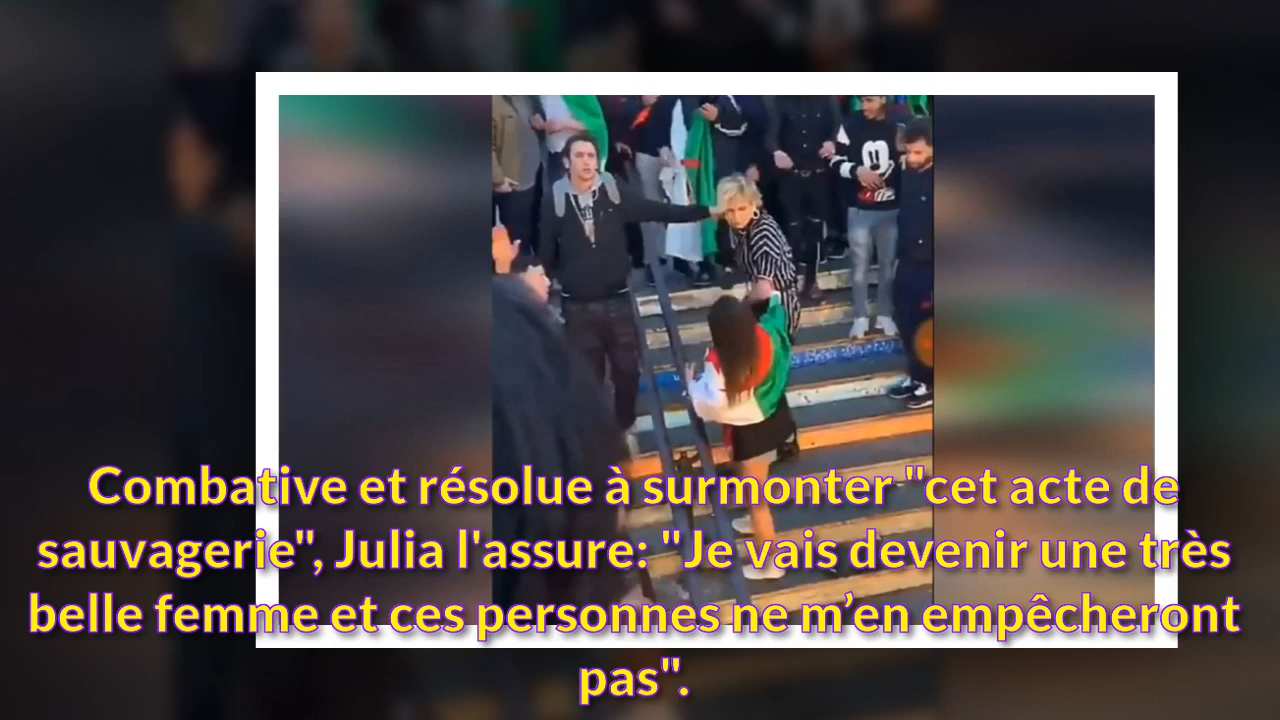 Combative et résolue à surmonter "cet acte de
sauvagerie", Julia l'assure: "Je vais devenir une très
belle femme et ces personnes ne m’en empêcheront
pas".